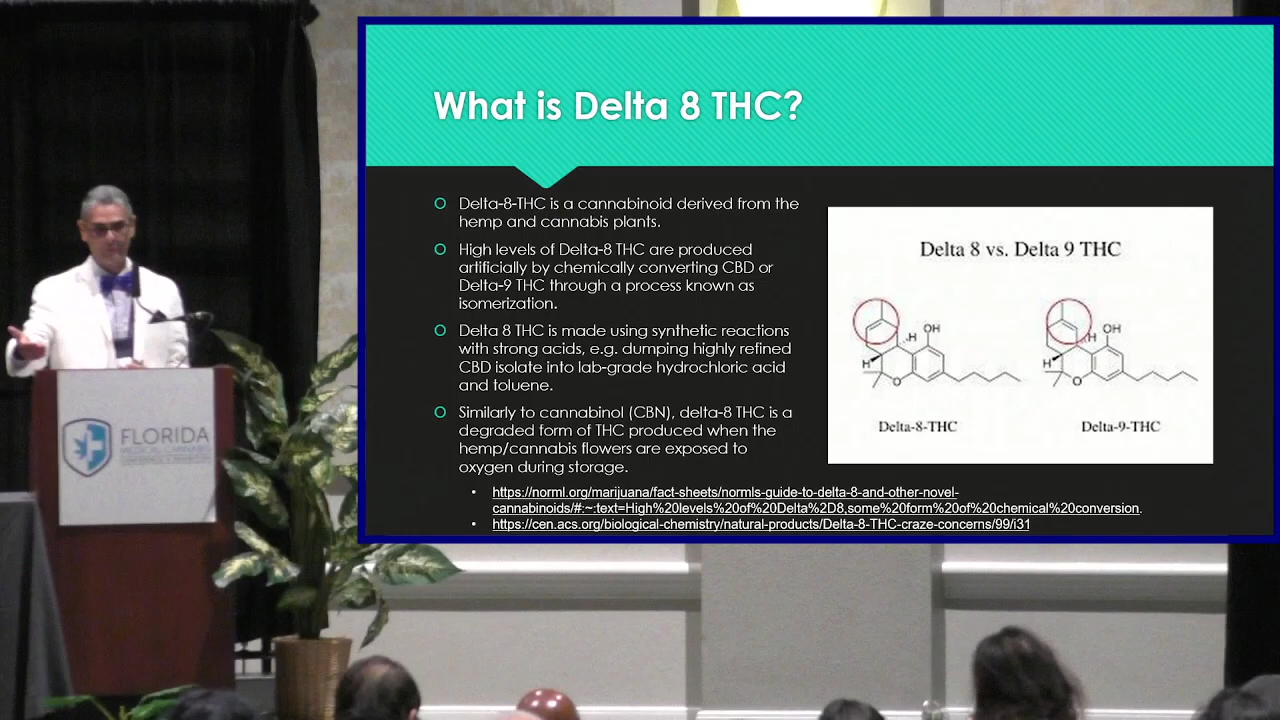 What is Delta 8 THC?
Delta-8-THC is a cannabinoid derived from the
hemp and cannabis plants.
High levels of Delta-8 THC are produced
artificially by chemically converting CBD or
Delta-9 THC through a process known as
isomerization.
Delta 8 THC is made using synthetic reactions
with strong acids, e.g. dumping highly refined
CBD isolate into lab-grade hydrochloric acid
and toluene.
Similarly to cannabinol (CBN), delta-8 THC is a
degraded form of THC produced when the
hemp/cannabis flowers are exposed to
oxygen during storage.
https://norml.org/marijuana/fact-sheets/normls-guide-to-delta-8-and-other-novel-
cannabinoids/#:~:text=High%20levels%20of%20Delta%2D8,some%20form%20of%20chemical%20conversion.
https://cen.acs.org/biological-chemistry/natural-products/Delta-8-THC-craze-concerns/99/i31
Delta 8 vs. Delta 9 THC
OH
H
H
O
Delta-8-THC
OH
H
H
O
Delta-9-THC
FLORIDA
MEDICAL CANNABIS